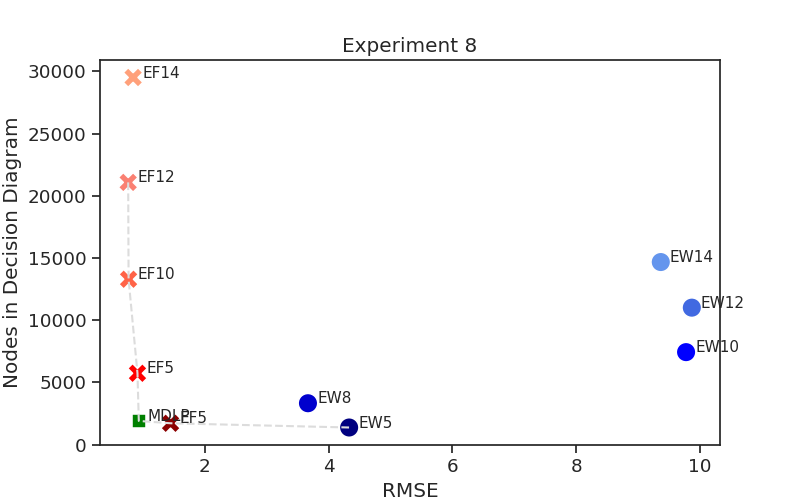 Experiment 8
Nodes in Decision Diagram
30000
25000
20000
15000
10000
5000
0
EF14
EF12
EF10
EF5
MDLP
EF5
EW8
EW5
EW14
EW12
EW10
2
4
6
8
10
RMSE